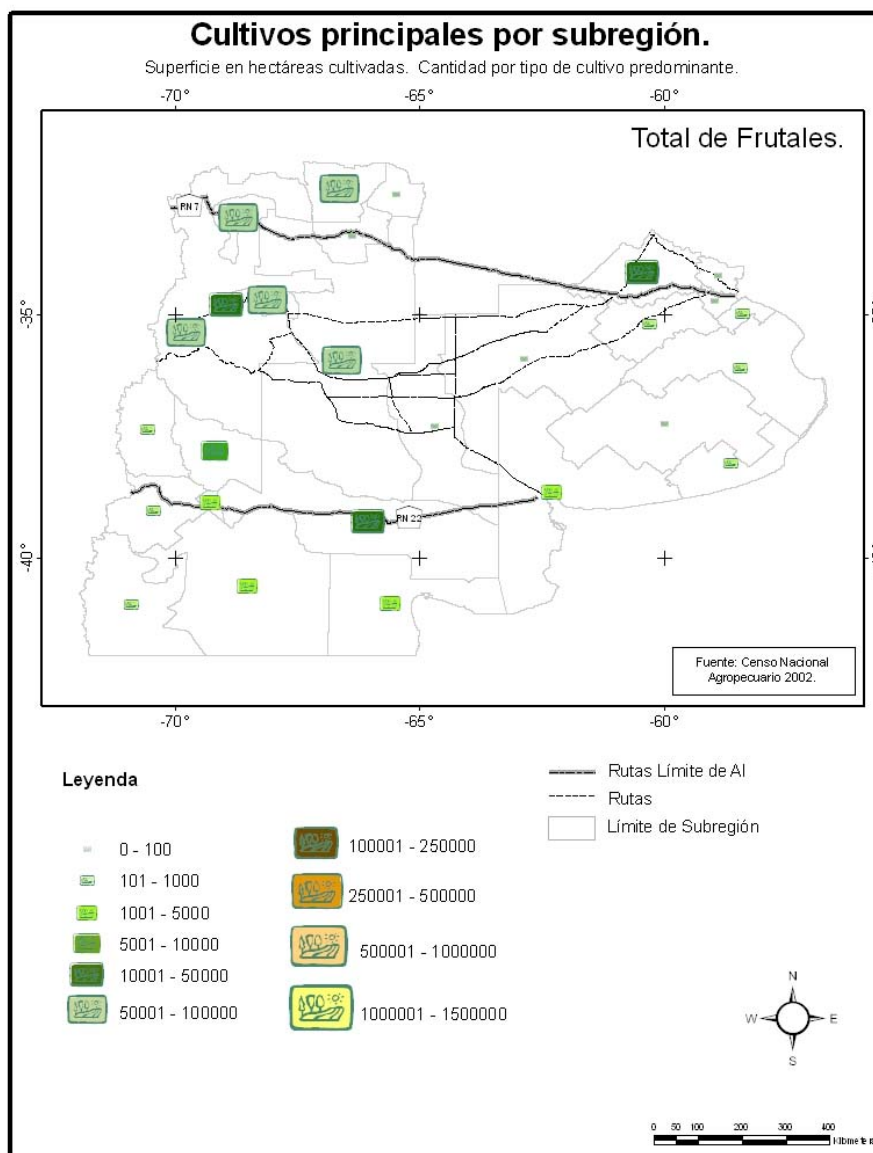 Cultivos principales por subregión.
Superficie en hectáreas cultivadas. Cantidad por tipo de cultivo predominante.
-70° -65° -60°
Total de Frutales.
RN 7
-35°
RN 22
-40°
Fuente: Censo Nacional
Agropecuario 2002.
-70° -65° -60°
Leyenda
0 - 100
101 - 1000
1001 - 5000
5001 - 10000
10001 - 50000
50001 - 100000
100001 - 250000
250001 - 500000
500001 - 1000000
1000001 - 1500000
Rutas Límite de AI
Rutas
Límite de Subregión
N
W E
S
0 50 100 200 300 400